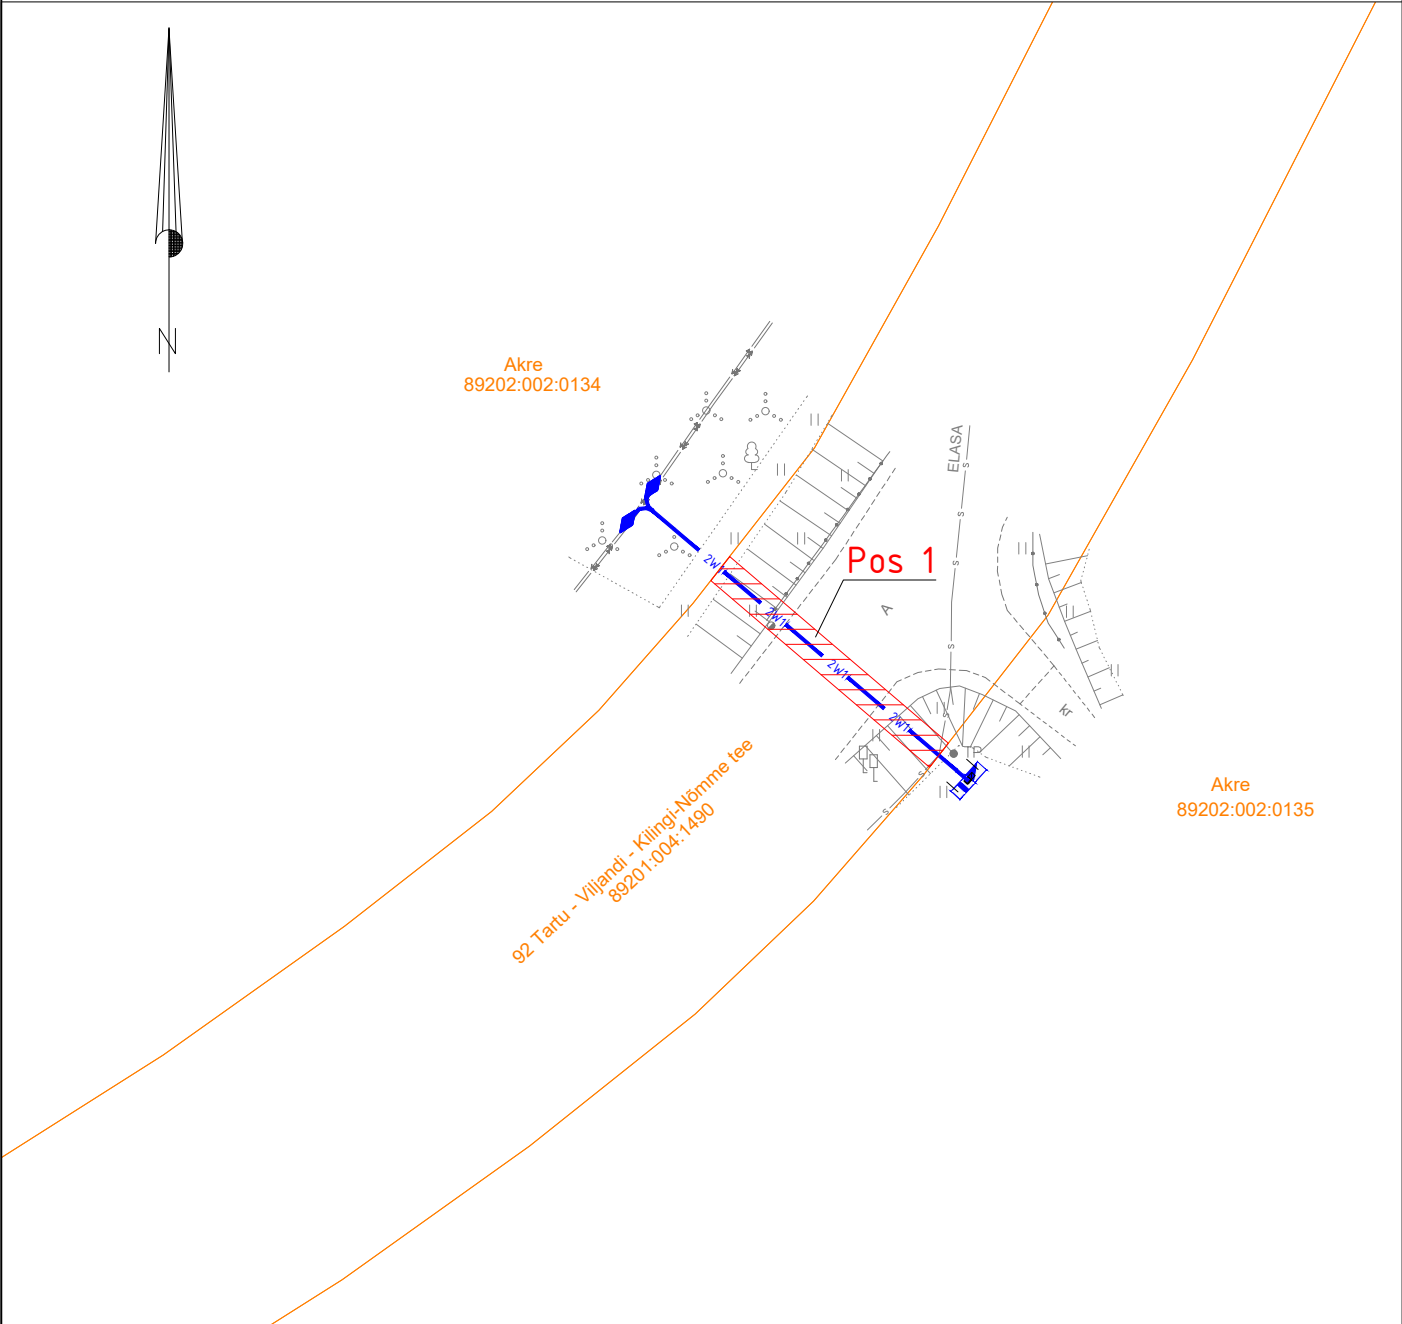 N
Akre
89202:002:0134
ELASA
s
s
s
s
s
s
s
Pos 1
A
2W1
2W1
2W1
2W1
kr
TP
92 Tartu - Viljandi - Kilingi-Nõmme tee
89201:004:1490
Akre
89202:002:0135